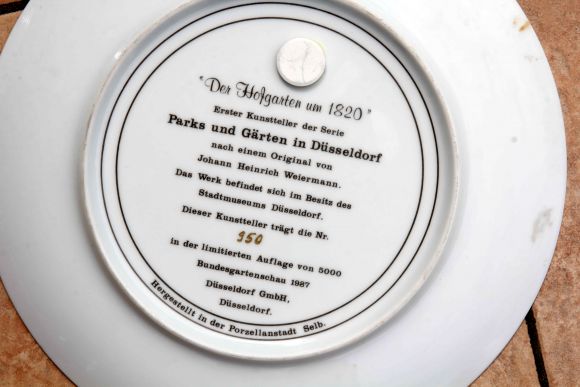 "Der Hofgarten um 1820"
Erster Kunstteller der Serie
Parks und Gärten in Düsseldorf
nach einem Original von
Johann Heinrich Weiermann.
Das Werk befindet sich im Besitz des
Stadtmuseums Düsseldorf.
Dieser Kunstteller trägt die Nr.
950
in der limitierten Auflage von 5000
Bundesgartenschau 1987
Düsseldorf GmbH,
Düsseldorf.
Hergestellt in der Porzellanstadt Selb.